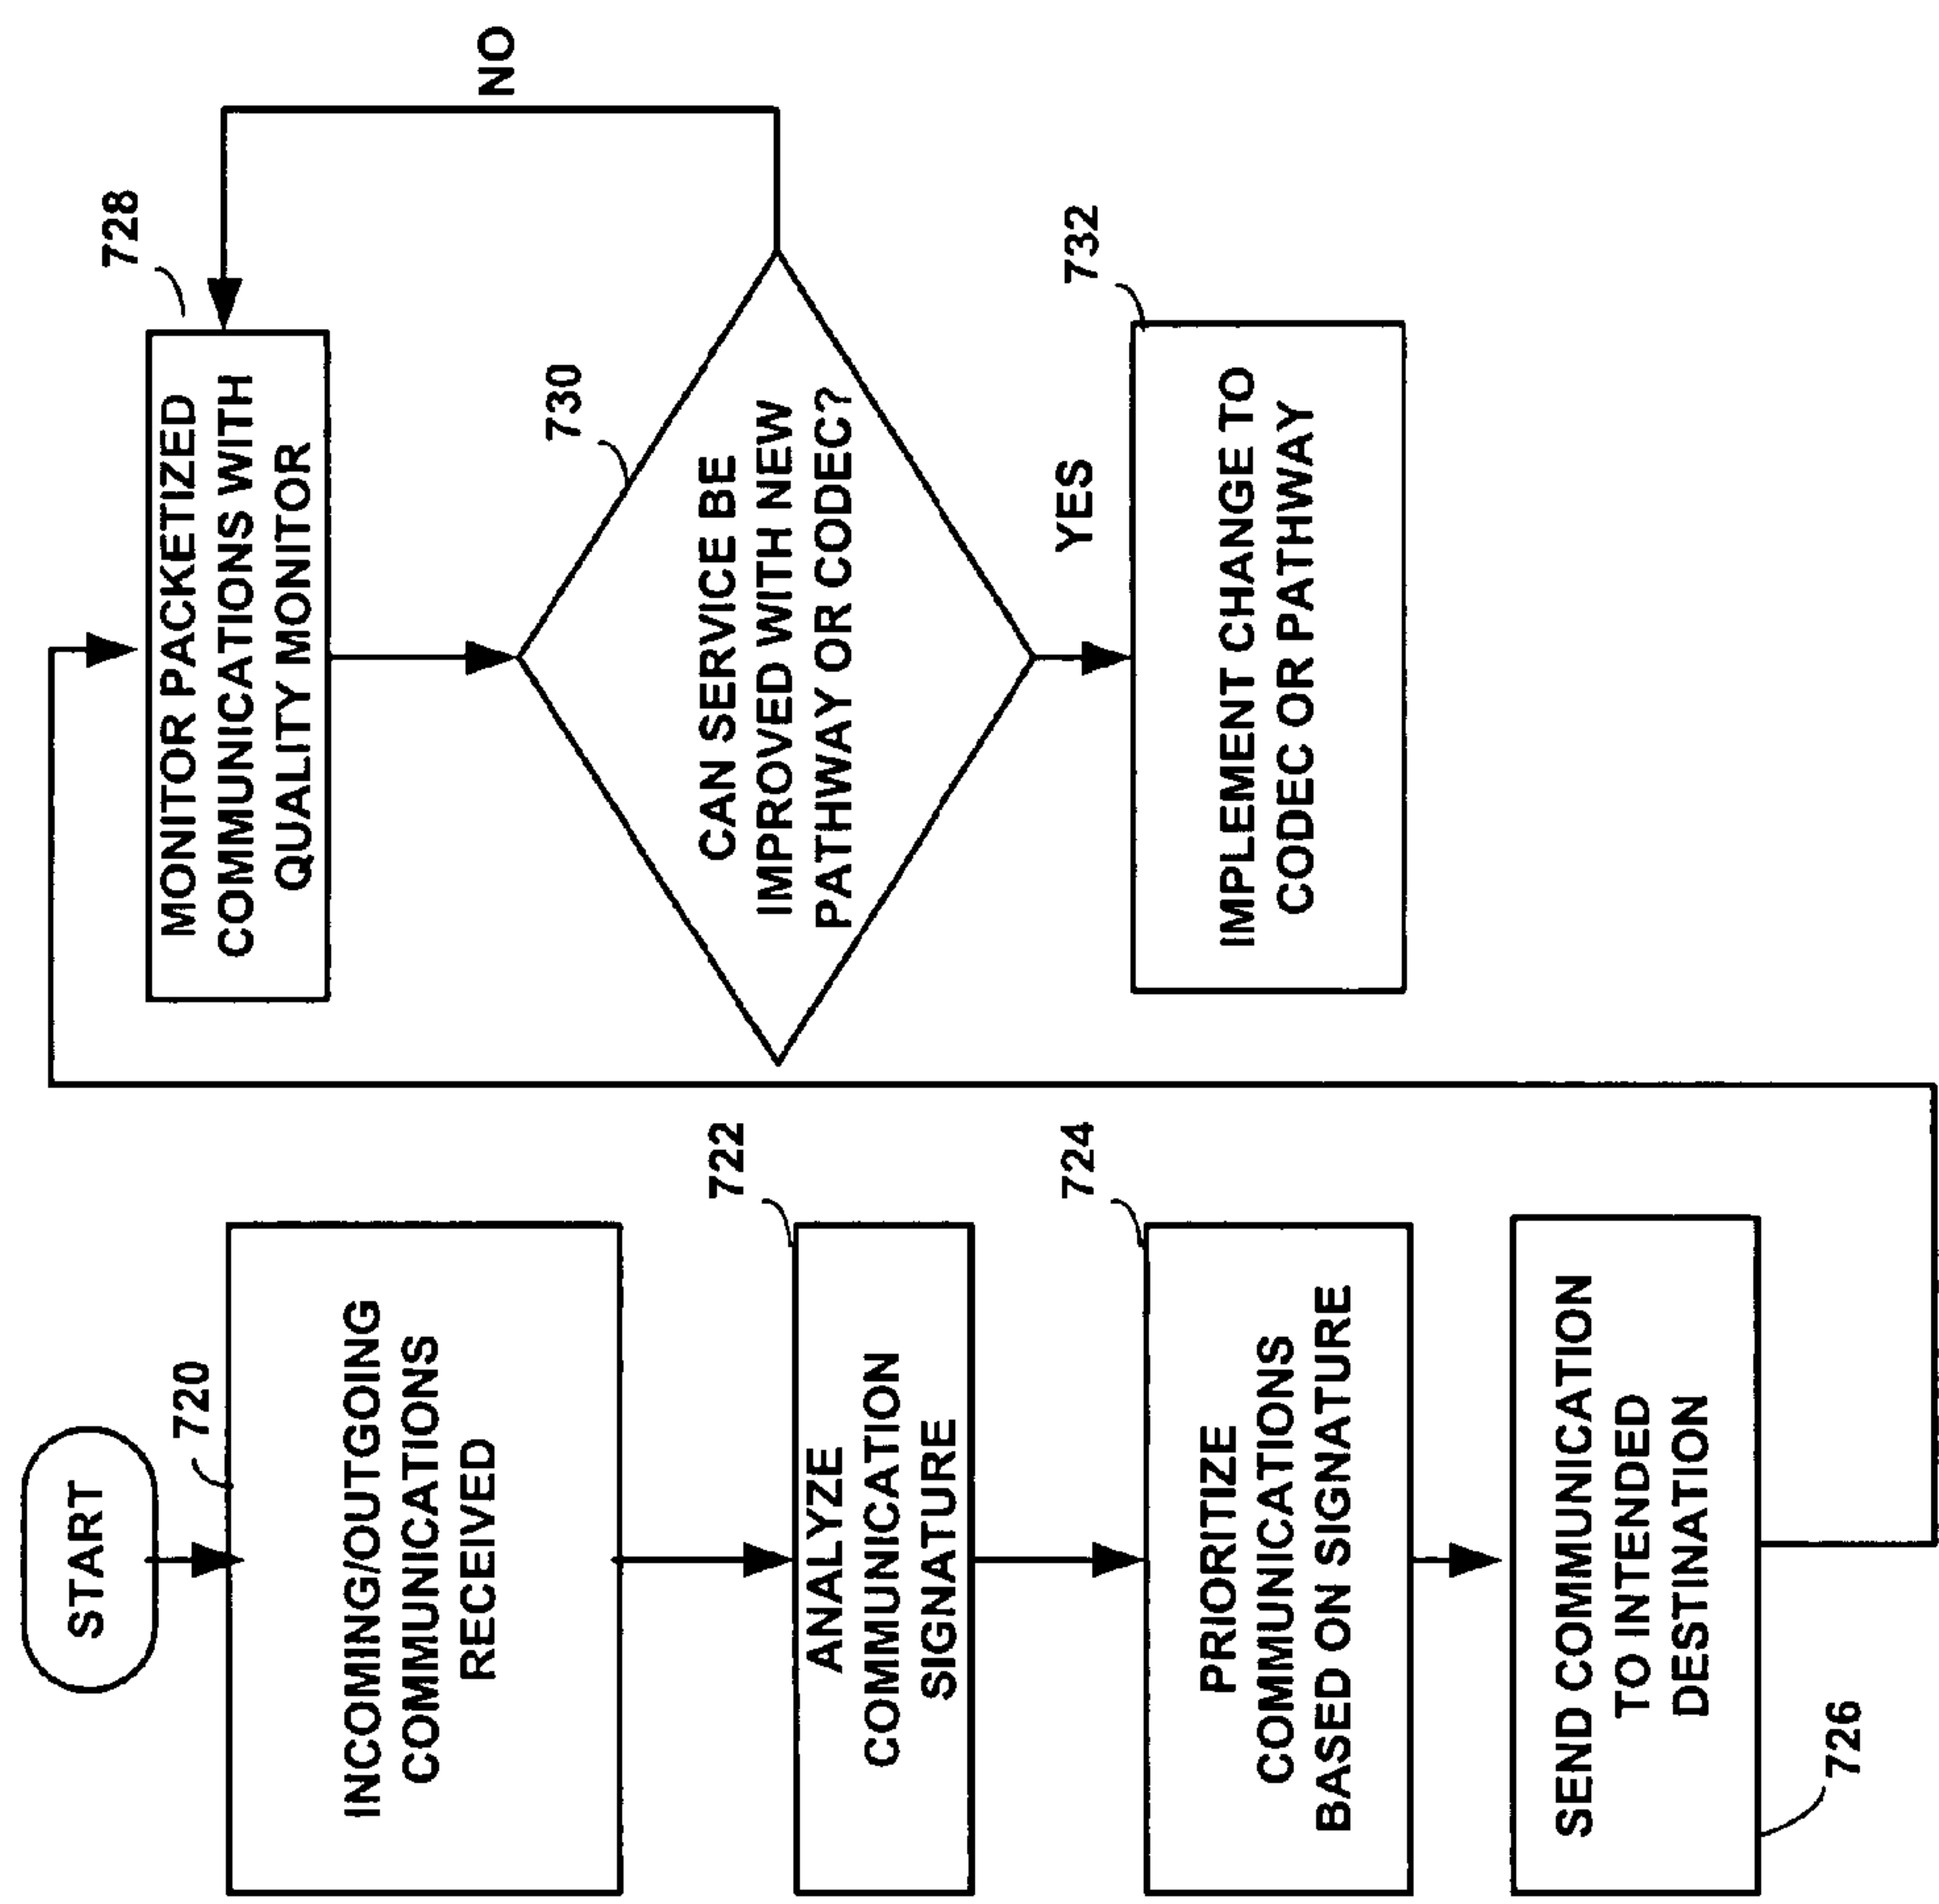 START
720
INCOMING/OUTGOING
COMMUNICATIONS
RECEIVED
722
ANALYZE
COMMUNICATION
SIGNATURE
724
PRIORITIZE
COMMUNICATIONS
BASED ON SIGNATURE
SEND COMMUNICATION
TO INTENDED
DESTINATION
726
728
MONITOR PACKETIZED
COMMUNICATIONS WITH
QUALITY MONITOR
NO
730
CAN SERVICE BE
IMPROVED WITH NEW
PATHWAY OR CODEC?
YES
732
IMPLEMENT CHANGE TO
CODEC OR PATHWAY